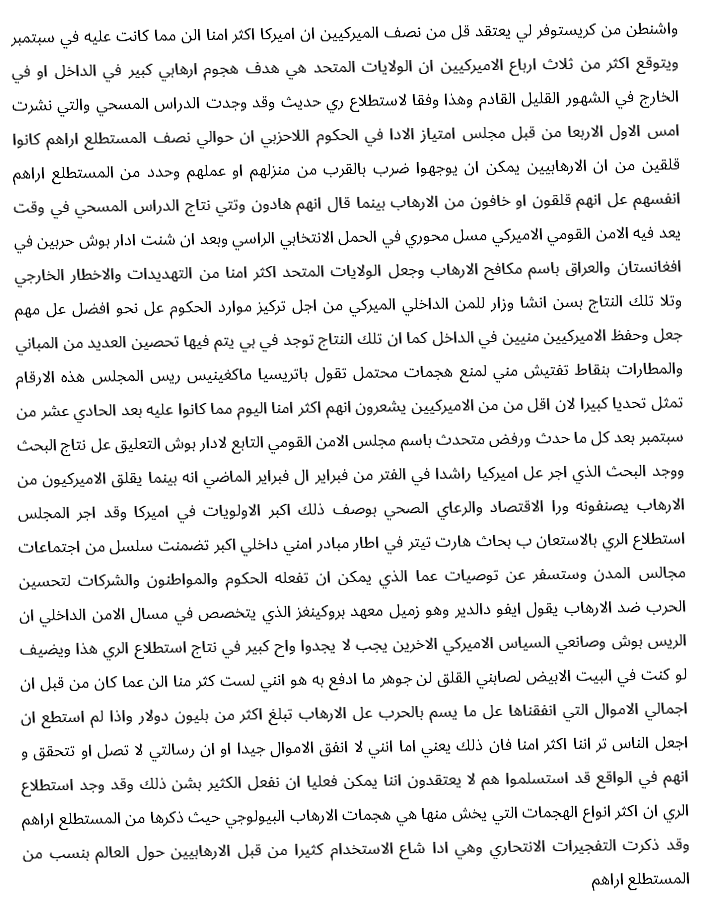 واشنطن من كريستوفر لي يعتقد قل من نصف الميركيين ان اميركا اكثر امنا الن مما كانت عليه في سبتمبر
ويتوقع اكثر من ثلاث ارباع الاميركيين ان الولايات المتحد هي هدف هجوم ارهابي كبير في الداخل او في
الخارج في الشهور القليل القادم وهذا وفقا لاستطلاع ري حديث وقد وجدت الدراس المسحي والتي نشرت
امس الاول الاربعا من قبل مجلس امتياز الادا في الحكوم اللاحزبي ان حوالي نصف المستطلع اراهم كانوا
قلقين من ان الارهابيين يمكن ان يوجهوا ضرب بالقرب من منزلهم او عملهم وحدد من المستطلع اراهم
انفسهم عل انهم قلقون او خافون من الارهاب بينما قال انهم هادون وتتي نتاج الدراس المسحي في وقت
يعد فيه الامن القومي الاميركي مسل محوري في الحمل الانتخابي الراسي وبعد ان شنت ادار بوش حربين في
افغانستان والعراق باسم مكافح الارهاب وجعل الولايات المتحد اكثر امنا من التهديدات والاخطار الخارجي
وتلا تلك النتاج بسن انشا وزار للمن الداخلي الميركي من اجل تركيز موارد الحكوم عل نحو افضل عل مهم
جعل وحفظ الاميركيين منيين في الداخل كما ان تلك النتاج توجد في بي يتم فيها تحصين العديد من المباني
والمطارات بنقاط تفتيش مني لمنع هجمات محتمل تقول باتريسيا ماكغينيس ريس المجلس هذه الارقام
تمثل تحديا كبيرا لان اقل من من الاميركيين يشعرون انهم اكثر امنا اليوم مما كانوا عليه بعد الحادي عشر من
سبتمبر بعد كل ما حدث ورفض متحدث باسم مجلس الامن القومي التابع لادار بوش التعليق عل نتاج البحث
ووجد البحث الذي اجر عل اميركيا راشدا في الفتر من فبراير ال فبراير الماضي انه بينما يقلق الاميركيون من
الارهاب يصنفونه ورا الاقتصاد والرعاي الصحي بوصف ذلك اكبر الاولويات في اميركا وقد اجر المجلس
استطلاع الري بالاستعان ب بحاث هارت تيتر في اطار مبادر امني داخلي اكبر تضمنت سلسل من اجتماعات
مجالس المدن وستسفر عن توصيات عما الذي يمكن ان تفعله الحكوم والمواطنون والشركات لتحسين
الحرب ضد الارهاب يقول ايفو دالدير وهو زميل معهد بروكينغز الذي يتخصص في مسال الامن الداخلي ان
الريس بوش وصانعي السياس الاميركي الاخرين يجب لا يجدوا واح كبير في نتاج استطلاع الري هذا ويضيف
لو كنت في البيت الابيض لصابني القلق لن جوهر ما ادفع به هو انني لست كثر منا الن عما كان من قبل ان
اجمالي الاموال التي انفقناها عل ما يسم بالحرب عل الارهاب تبلغ اكثر من بليون دولار واذا لم استطع ان
اجعل الناس تر اننا اكثر امنا فان ذلك يعني اما انني لا انفق الاموال جيدا او ان رسالتي لا تصل او تتحقق و
انهم في الواقع قد استسلموا هم لا يعتقدون اننا يمكن فعليا ان نفعل الكثير بشن ذلك وقد وجد استطلاع
الري ان اكثر انواع الهجمات التي يخش منها هي هجمات الارهاب البيولوجي حيث ذكرها من المستطلع اراهم
وقد ذكرت التفجيرات الانتحاري وهي ادا شاع الاستخدام كثيرا من قبل الارهابيين حول العالم بنسب من
المستطلع اراهم